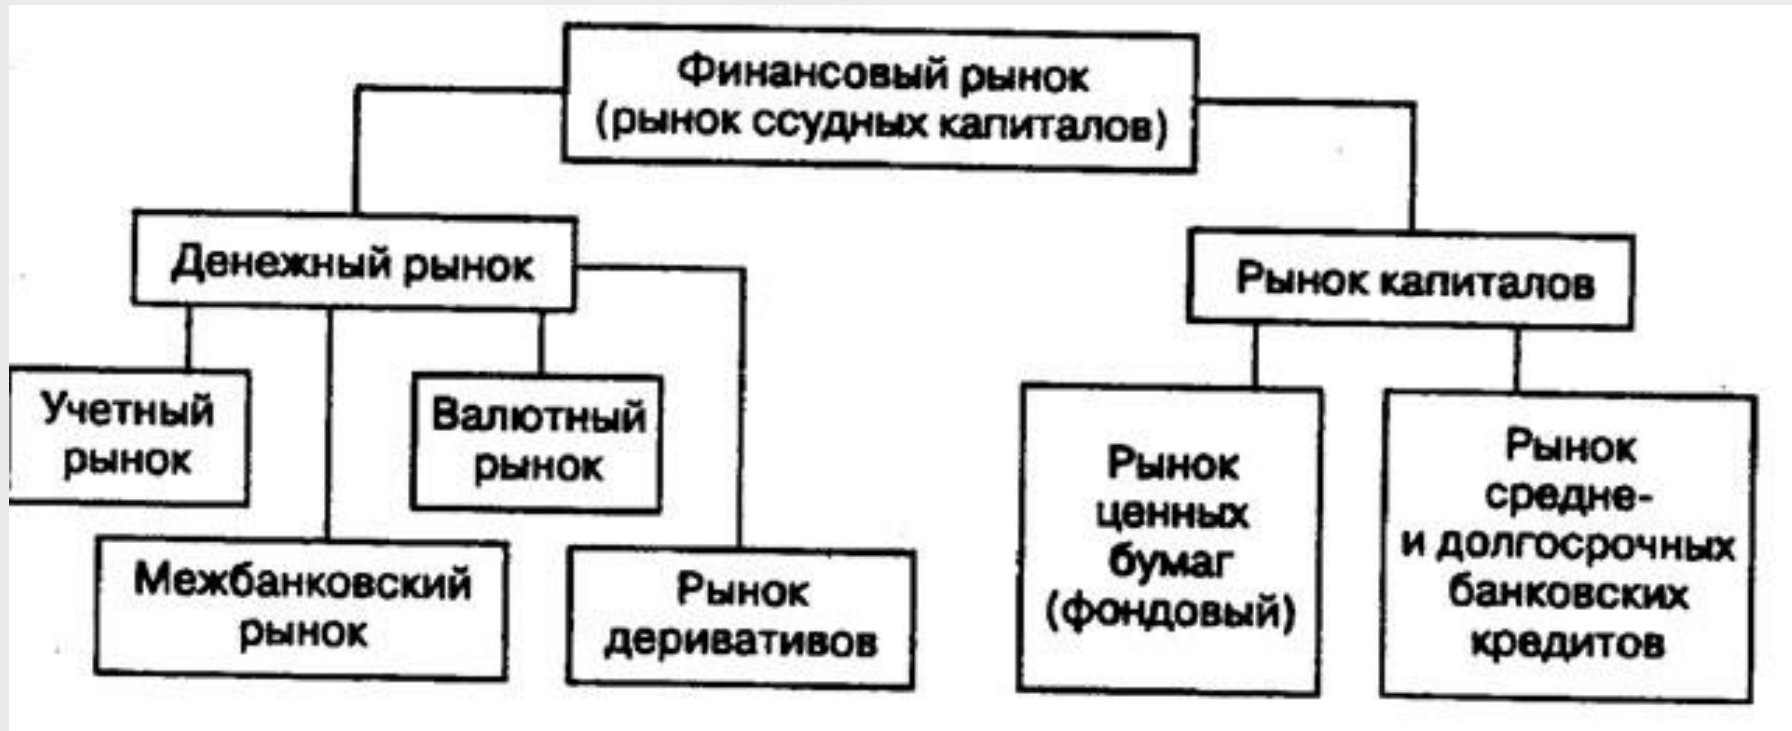 Финансовый рынок
(рынок ссудных капиталов)
Денежный рынок
Рынок капиталов
Учетный
рынок
Валютный
рынок
Межбанковский
рынок
Рынок
деривативов
Рынок
ценных
бумаг
(фондовый)
Рынок
средне-
и долгосрочных
банковских
кредитов